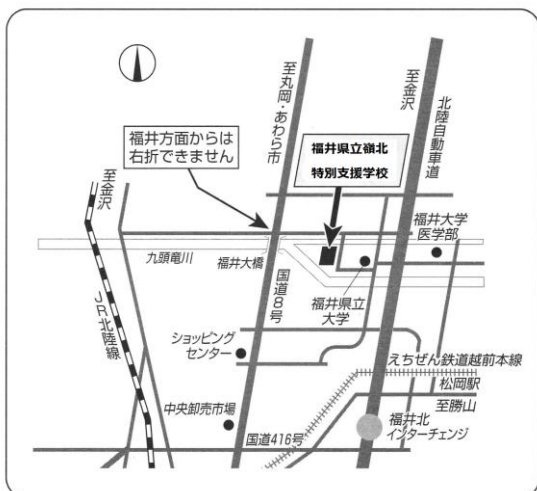 至丸岡・あわら市
至金沢
北陸自動車道
福井方面からは
右折できません
福井県立嶺北
特別支援学校
至金沢
福井大学
医学部
九頭竜川
福井大橋
国道8号
福井県立
大学
JR北陸線
ショッピング
センター
えちぜん鉄道越前本線
松岡駅
至勝山
中央卸売市場
国道416号
福井北
インターチェンジ